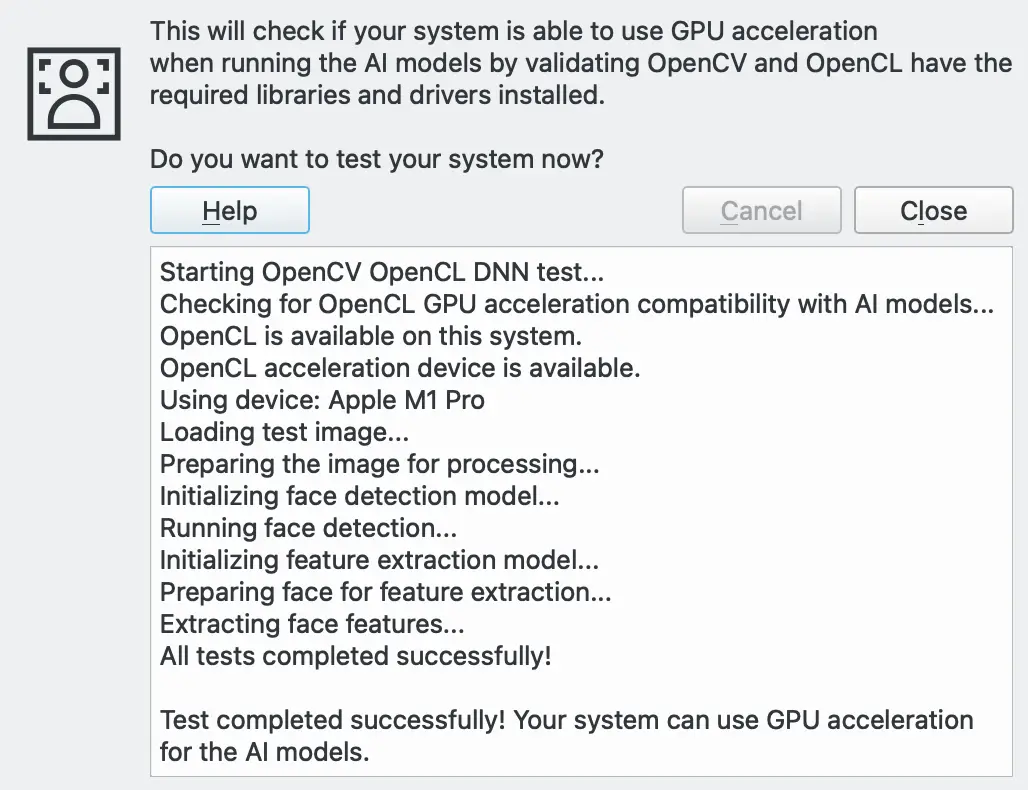 This will check if your system is able to use GPU acceleration
when running the AI models by validating OpenCV and OpenCL have the
required libraries and drivers installed.
Do you want to test your system now?
Help
Cancel
Close
Starting OpenCV OpenCL DNN test...
Checking for OpenCL GPU acceleration compatibility with AI models...
OpenCL is available on this system.
OpenCL acceleration device is available.
Using device: Apple M1 Pro
Loading test image...
Preparing the image for processing...
Initializing face detection model...
Running face detection...
Initializing feature extraction model...
Preparing face for feature extraction...
Extracting face features...
All tests completed successfully!
Test completed successfully! Your system can use GPU acceleration
for the AI models.